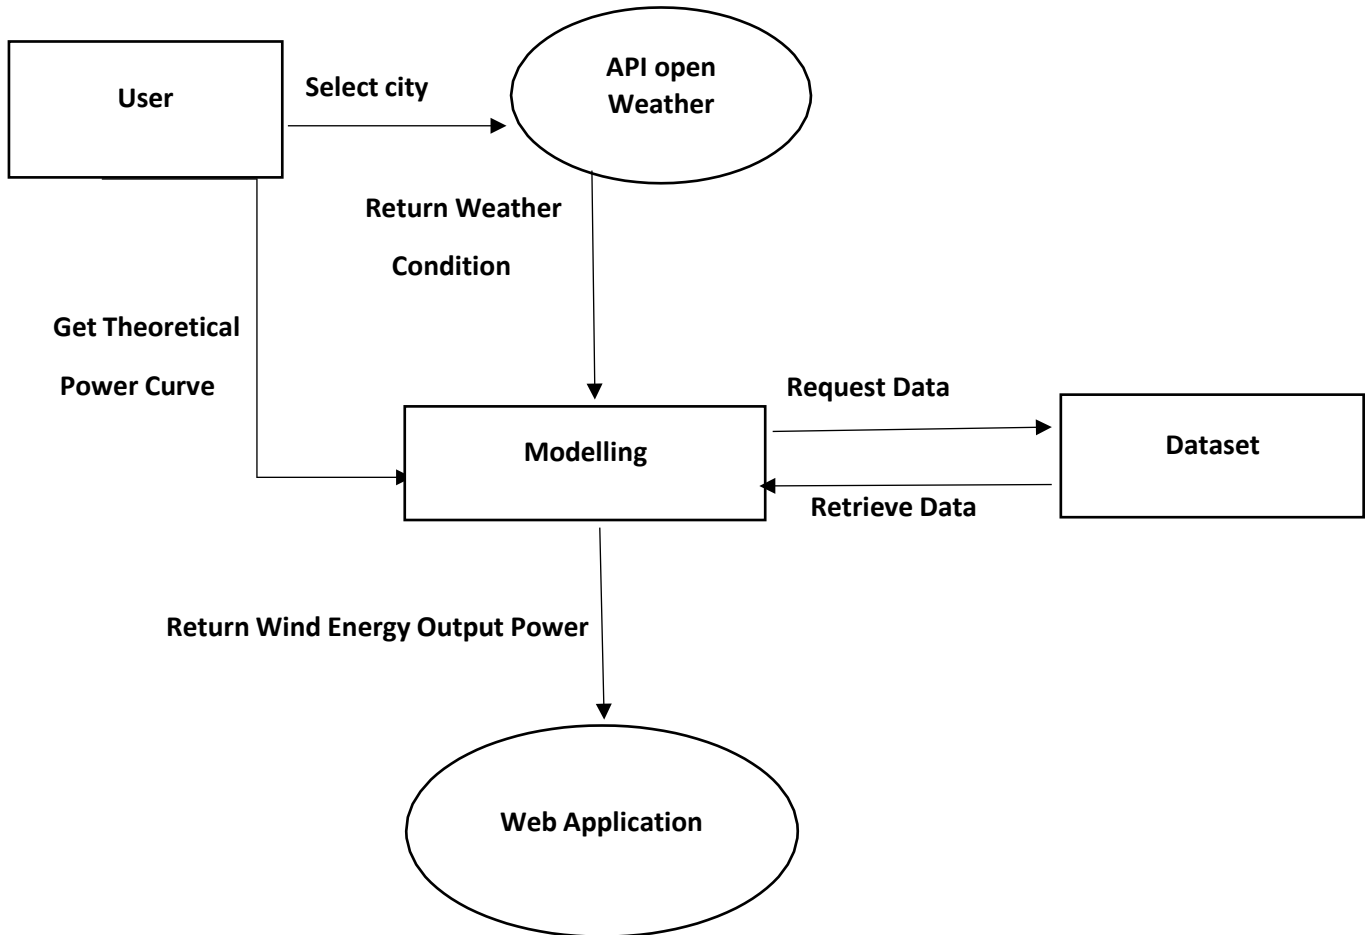 User
Select city
API open
Weather
Return Weather
Condition
Get Theoretical
Power Curve
Request Data
Modelling
Dataset
Retrieve Data
Return Wind Energy Output Power
Web Application